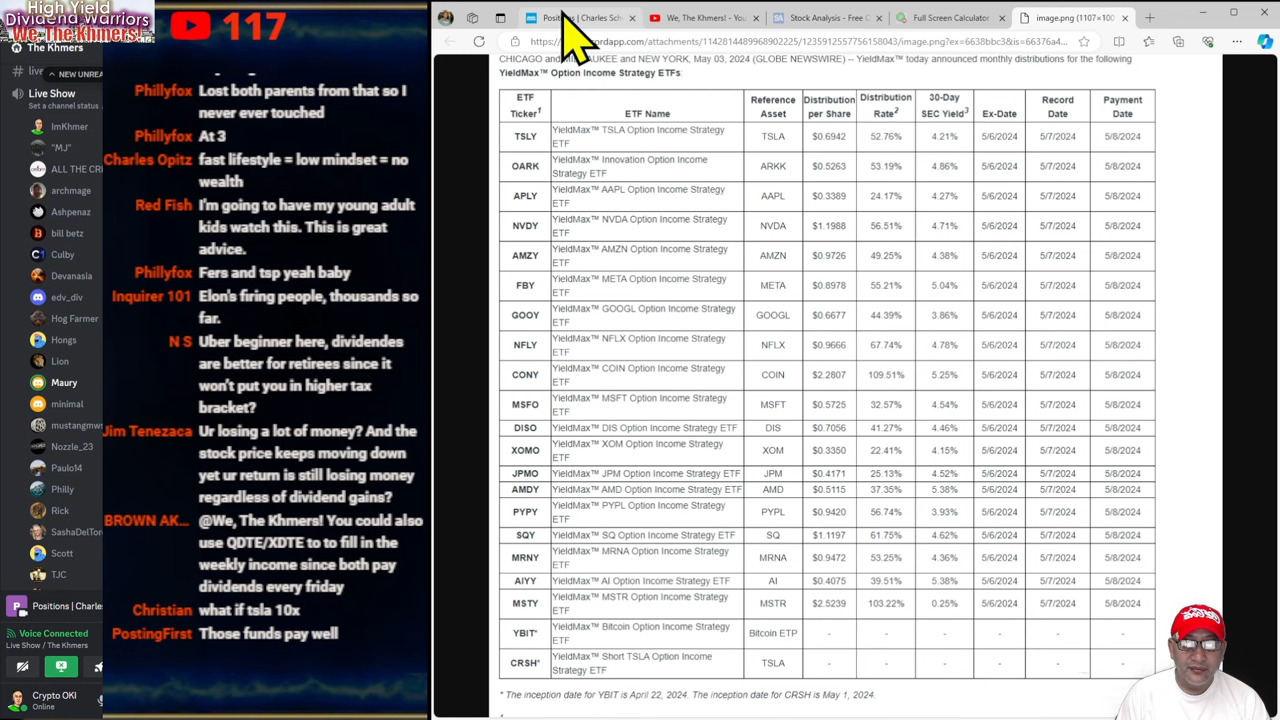 High Yield
Dividend Warriors
We, The Khmers!
The Khmers
live
NEW UNREA
Live Show
Set a channel status
ImKhmer
"MJ"
ALL THE CR
archmage
Ashpenaz
bill betz
Culby
Devanasia
edv_div
Hog Farmer
Hongs
Lion
Maury
minimal
mustangmw
Nozzle_23
Paulo14
Philly
Rick
SashaDelTor
Scott
TJC
Positions | Charles
Voice Connected
Live Show / The Khmers
Crypto OKI
Online
117
Phillyfox Lost both parents from that so I
never ever touched
Phillyfox At 3
Charles Opitz fast lifestyle = low mindset = no
wealth
Red Fish I'm going to have my young adult
kids watch this. This is great
advice.
Phillyfox Fers and tsp yeah baby
Inquirer 101 Elon's firing people, thousands so
far.
N S Uber beginner here, dividendes
are better for retirees since it
won't put you in higher tax
bracket?
Jim Tenezaca Ur losing a lot of money? And the
stock price keeps moving down
yet ur return is still losing money
regardless of dividend gains?
BROWN AK... @We, The Khmers! You could also
use QDTE/XDTE to to fill in the
weekly income since both pay
dividends every friday
Christian what if tsla 10x
PostingFirst Those funds pay well
Positions | Charles Sch
We, The Khmers! - You
Stock Analysis - Free O
Full Screen Calculator
image.png (1107×100
https://
ordapp.com/attachments/1142814489968902225/1235912557756158043/image.png?ex=6638bbc3&is=66376a4...
CHICAGO and MILWAUKEE and NEW YORK, May 03, 2024 (GLOBE NEWSWIRE) -- YieldMax™ today announced monthly distributions for the following
YieldMax™ Option Income Strategy ETFs:
ETF Ticker1 ETF Name Reference Asset Distribution per Share Distribution Rate2 30-Day SEC Yield3 Ex-Date Record Date Payment Date
TSLY YieldMax™ TSLA Option Income Strategy ETF TSLA $0.6942 52.76% 4.21% 5/6/2024 5/7/2024 5/8/2024
OARK YieldMax™ Innovation Option Income Strategy ETF ARKK $0.5263 53.19% 4.86% 5/6/2024 5/7/2024 5/8/2024
APLY YieldMax™ AAPL Option Income Strategy ETF AAPL $0.3389 24.17% 4.27% 5/6/2024 5/7/2024 5/8/2024
NVDY YieldMax™ NVDA Option Income Strategy ETF NVDA $1.1988 56.51% 4.71% 5/6/2024 5/7/2024 5/8/2024
AMZY YieldMax™ AMZN Option Income Strategy ETF AMZN $0.9726 49.25% 4.38% 5/6/2024 5/7/2024 5/8/2024
FBY YieldMax™ META Option Income Strategy ETF META $0.8978 55.21% 5.04% 5/6/2024 5/7/2024 5/8/2024
GOOY YieldMax™ GOOGL Option Income Strategy ETF GOOGL $0.6677 44.39% 3.86% 5/6/2024 5/7/2024 5/8/2024
NFLY YieldMax™ NFLX Option Income Strategy ETF NFLX $0.9666 67.74% 4.78% 5/6/2024 5/7/2024 5/8/2024
CONY YieldMax™ COIN Option Income Strategy ETF COIN $2.2807 109.51% 5.25% 5/6/2024 5/7/2024 5/8/2024
MSFO YieldMax™ MSFT Option Income Strategy ETF MSFT $0.5725 32.57% 4.54% 5/6/2024 5/7/2024 5/8/2024
DISO YieldMax™ DIS Option Income Strategy ETF DIS $0.7056 41.27% 4.46% 5/6/2024 5/7/2024 5/8/2024
XOMO YieldMax™ XOM Option Income Strategy ETF XOM $0.3350 22.41% 4.15% 5/6/2024 5/7/2024 5/8/2024
JPMO YieldMax™ JPM Option Income Strategy ETF JPM $0.4171 25.13% 4.52% 5/6/2024 5/7/2024 5/8/2024
AMDY YieldMax™ AMD Option Income Strategy ETF AMD $0.5115 37.35% 5.38% 5/6/2024 5/7/2024 5/8/2024
PYPY YieldMax™ PYPL Option Income Strategy ETF PYPL $0.9420 56.74% 3.93% 5/6/2024 5/7/2024 5/8/2024
SQY YieldMax™ SQ Option Income Strategy ETF SQ $1.1197 61.75% 4.62% 5/6/2024 5/7/2024 5/8/2024
MRNY YieldMax™ MRNA Option Income Strategy ETF MRNA $0.9472 53.25% 4.36% 5/6/2024 5/7/2024 5/8/2024
AIYY YieldMax™ AI Option Income Strategy ETF AI $0.4075 39.51% 5.38% 5/6/2024 5/7/2024 5/8/2024
MSTY YieldMax™ MSTR Option Income Strategy ETF MSTR $2.5239 103.22% 0.25% 5/6/2024 5/7/2024 5/8/2024
YBIT* YieldMax™ Bitcoin Option Income Strategy ETF Bitcoin ETP - - - - - -
CRSH* YieldMax™ Short TSLA Option Income Strategy ETF TSLA - - - - - -
* The inception date for YBIT is April 22, 2024. The inception date for CRSH is May 1, 2024.